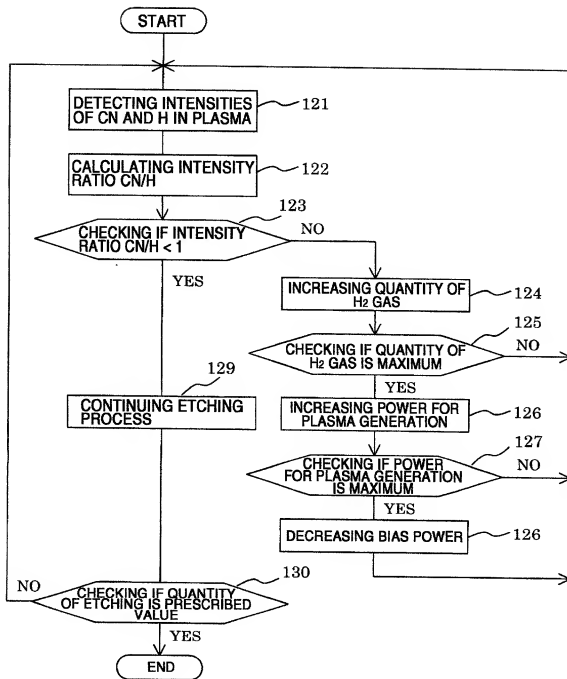 START
DETECTING INTENSITIES
OF CN AND H IN PLASMA
121
CALCULATING INTENSITY
RATIO CN/H
122
123
CHECKING IF INTENSITY
RATIO CN/H < 1
NO
YES
INCREASING QUANTITY OF
H2 GAS
124
125
CHECKING IF QUANTITY OF
H2 GAS IS MAXIMUM
NO
YES
129
CONTINUING ETCHING
PROCESS
INCREASING POWER FOR
PLASMA GENERATION
126
127
CHECKING IF POWER
FOR PLASMA GENERATION
IS MAXIMUM
NO
YES
DECREASING BIAS POWER
126
130
NO
CHECKING IF QUANTITY
OF ETCHING IS PRESCRIBED
VALUE
YES
END